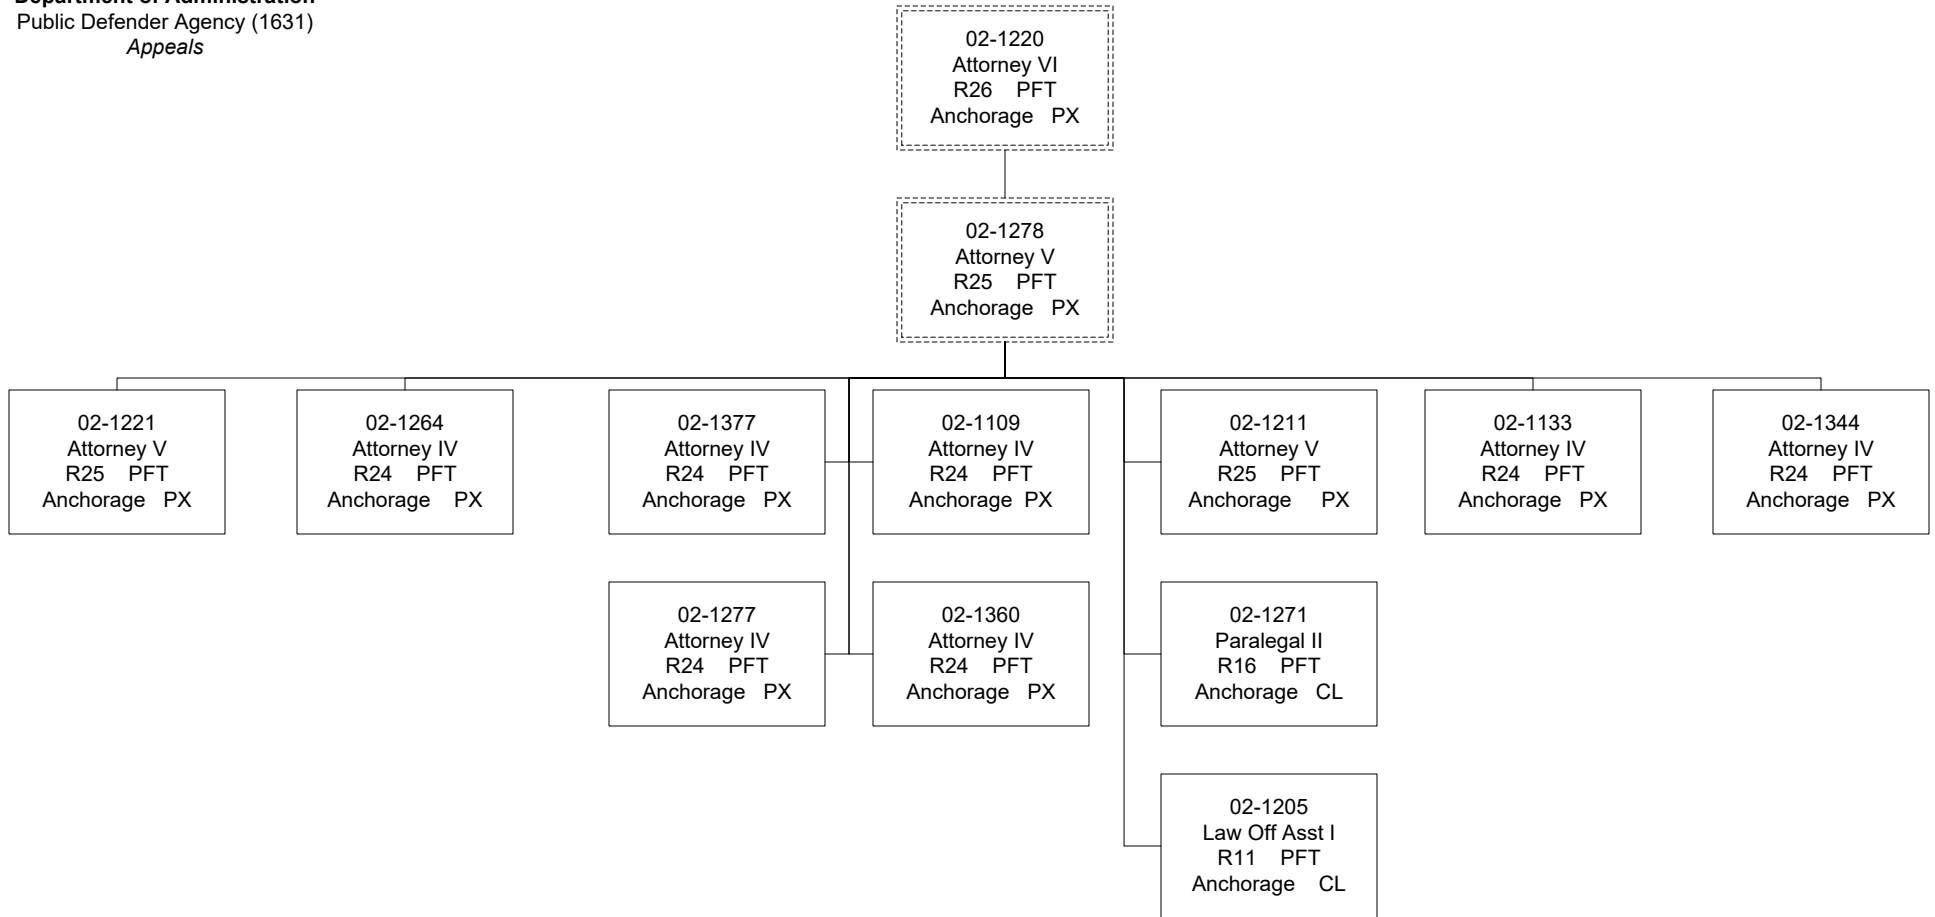 Department of Administration
Public Defender Agency (1631)
Appeals
02-1220
Attorney VI
R26 PFT
Anchorage PX
02-1278
Attorney V
R25 PFT
Anchorage PX
02-1221
Attorney V
R25 PFT
Anchorage PX
02-1264
Attorney IV
R24 PFT
Anchorage PX
02-1377
Attorney IV
R24 PFT
Anchorage PX
02-1109
Attorney IV
R24 PFT
Anchorage PX
02-1211
Attorney V
R25 PFT
Anchorage PX
02-1133
Attorney IV
R24 PFT
Anchorage PX
02-1344
Attorney IV
R24 PFT
Anchorage PX
02-1277
Attorney IV
R24 PFT
Anchorage PX
02-1360
Attorney IV
R24 PFT
Anchorage PX
02-1271
Paralegal II
R16 PFT
Anchorage CL
02-1205
Law Off Asst I
R11 PFT
Anchorage CL